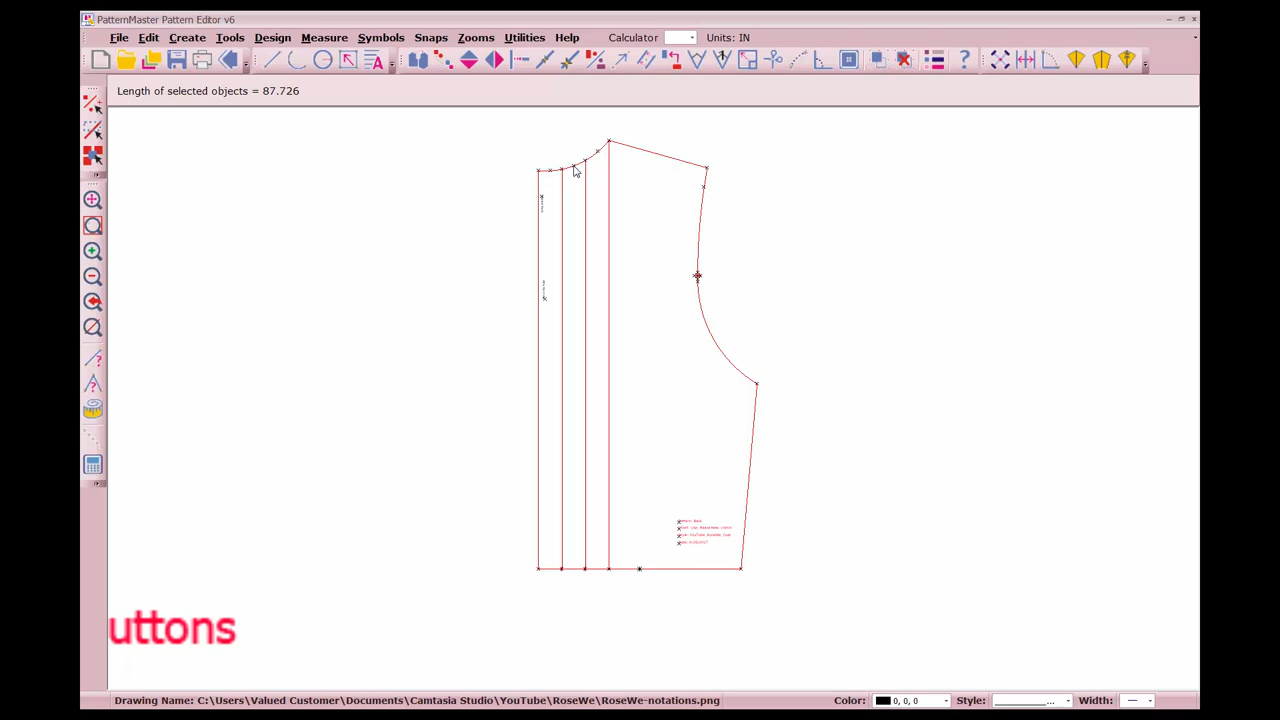 PatternMaster Pattern Editor v6
File Edit Create Tools Design Measure Symbols Snaps Zooms Utilities Help Calculator Units: IN
Length of selected objects = 87.726
uttons
Drawing Name: C:\Users\Valued Customer\Documents\Camtasia Studio\YouTube\RoseWe\RoseWe-notations.png Color: 0, 0, 0 Style: ... Width: